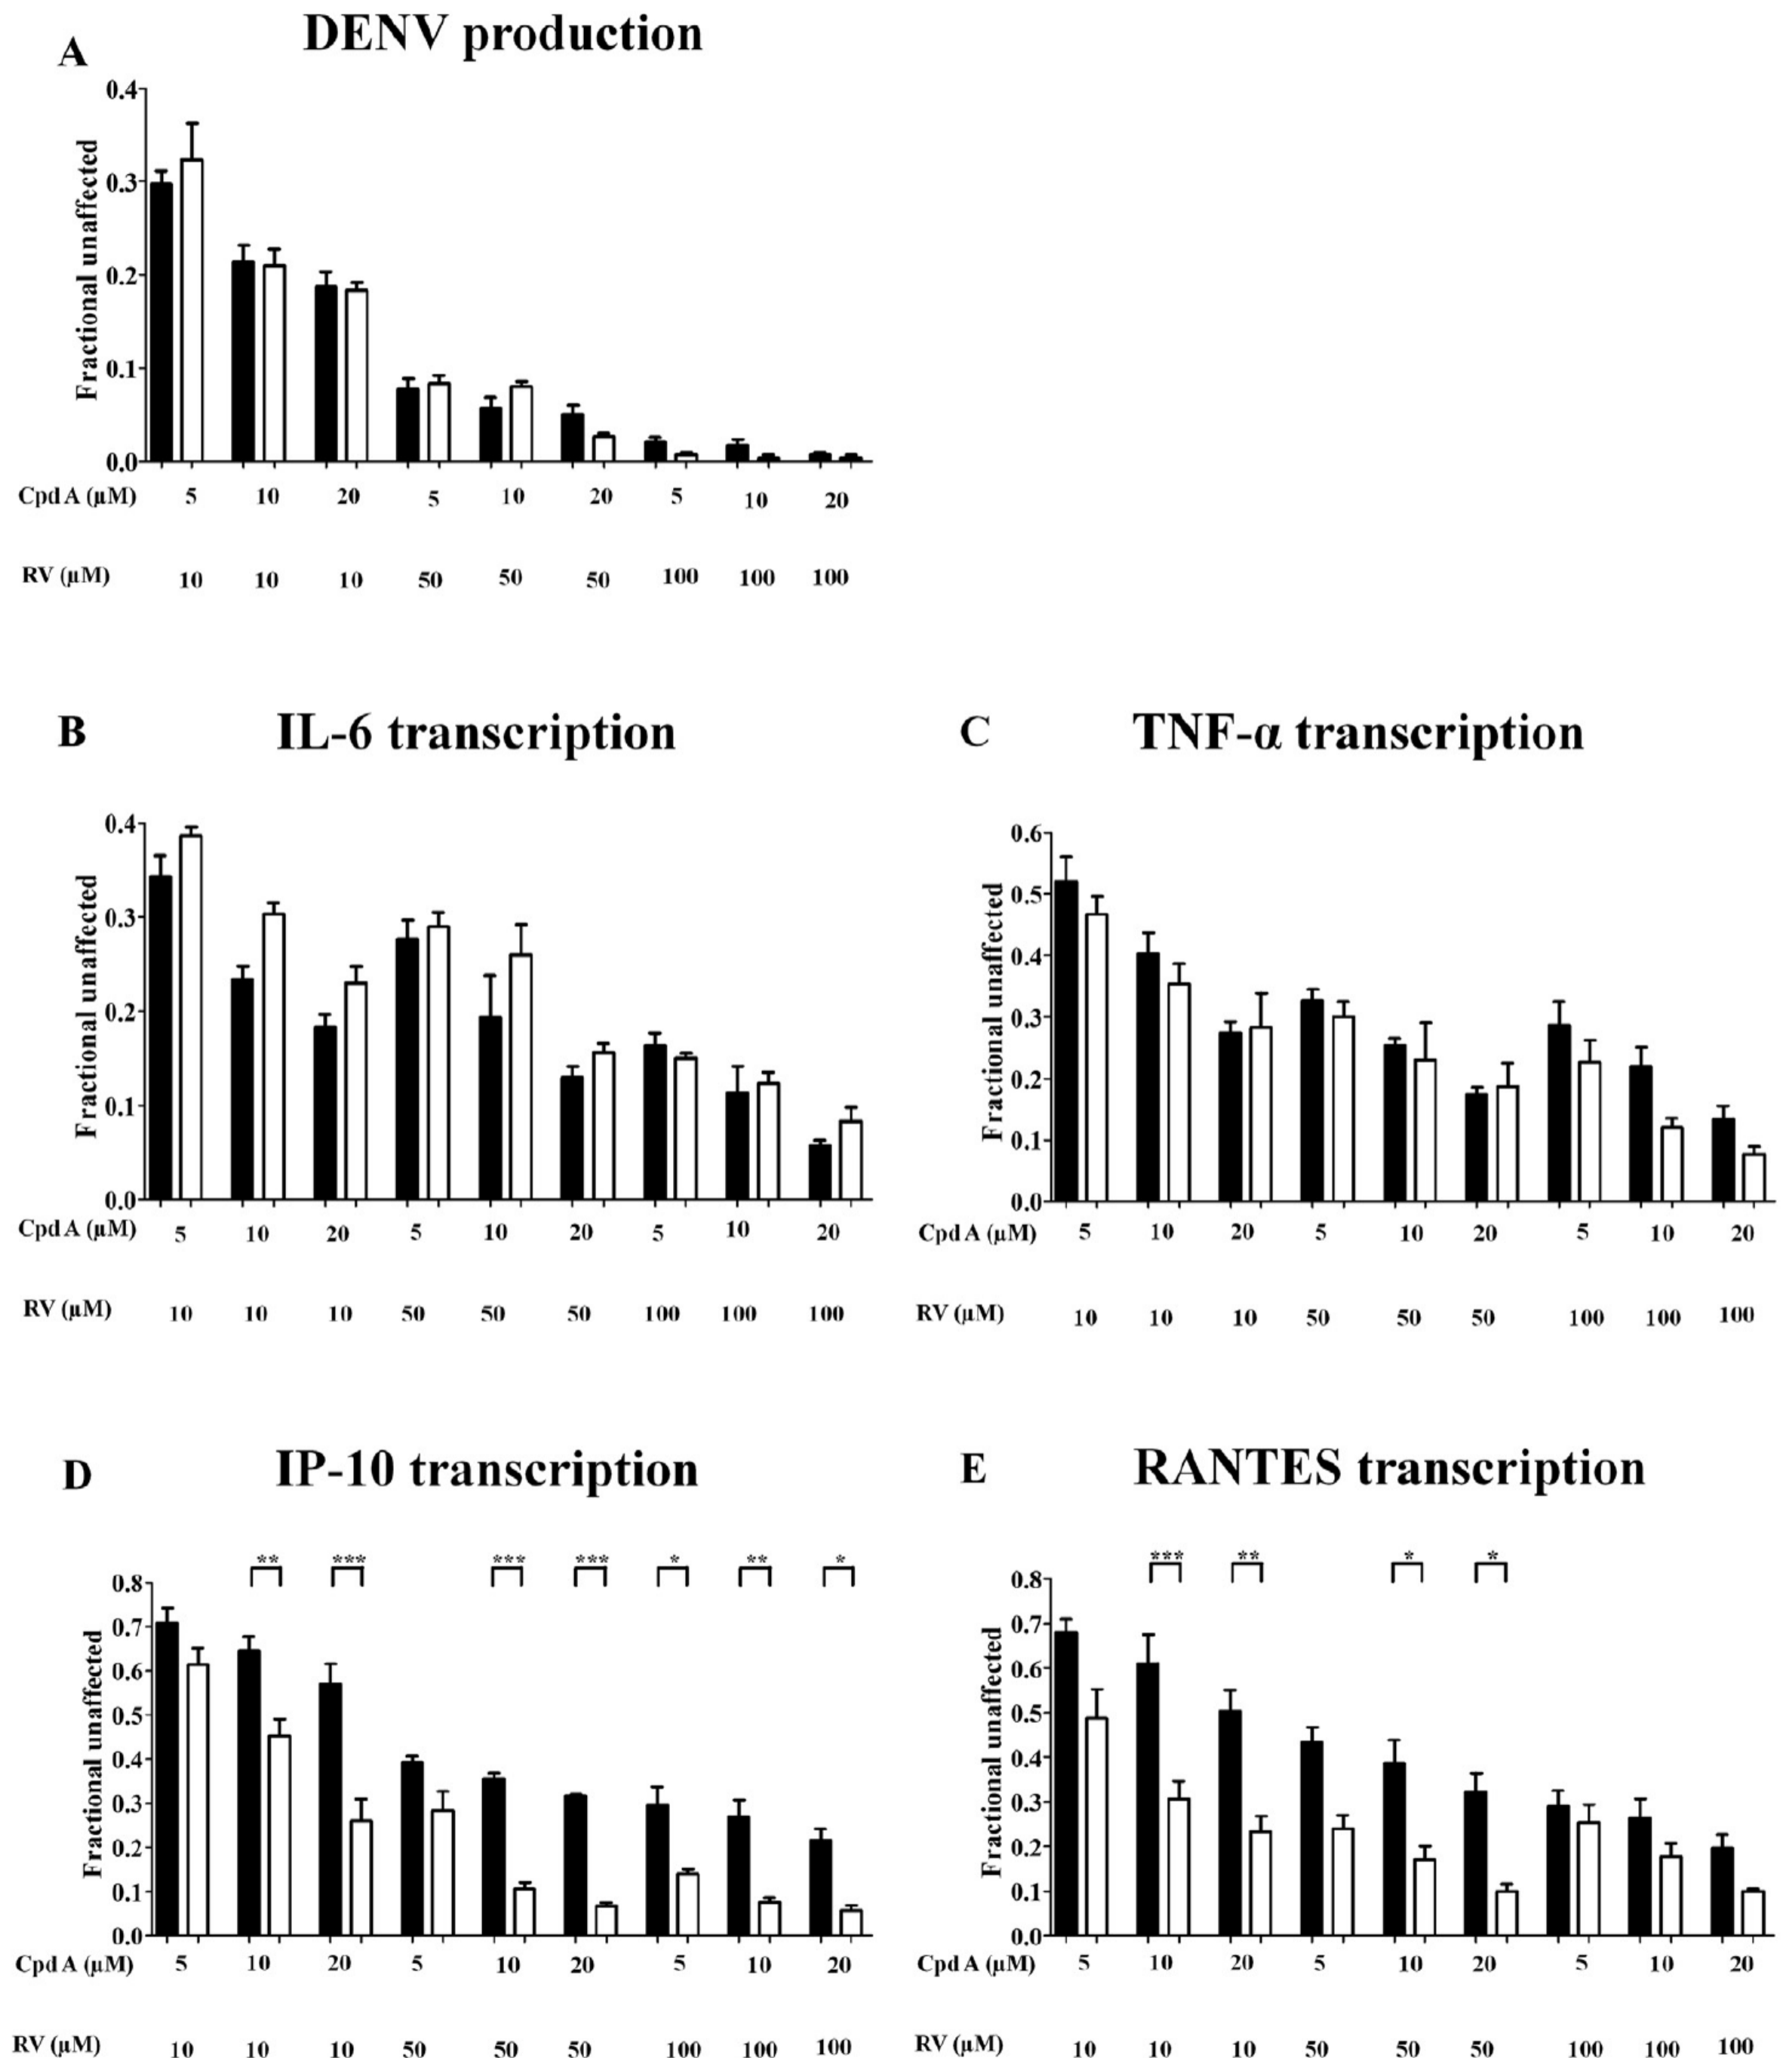 A DENV production
Fractional unaffected
0.4
0.3
0.2
0.1
0.0
Cpd A (µM) 5 10 20 5 10 20 5 10 20
RV (µM) 10 10 10 50 50 50 100 100 100
B IL-6 transcription
Fractional unaffected
0.4
0.3
0.2
0.1
0.0
Cpd A (µM) 5 10 20 5 10 20 5 10 20
RV (µM) 10 10 10 50 50 50 100 100 100
C TNF-α transcription
Fractional unaffected
0.6
0.5
0.4
0.3
0.2
0.1
0.0
Cpd A (µM) 5 10 20 5 10 20 5 10 20
RV (µM) 10 10 10 50 50 50 100 100 100
D IP-10 transcription
** *** *** *** * ** *
Fractional unaffected
0.8
0.7
0.6
0.5
0.4
0.3
0.2
0.1
0.0
Cpd A (µM) 5 10 20 5 10 20 5 10 20
RV (µM) 10 10 10 50 50 50 100 100 100
E RANTES transcription
*** ** * *
Fractional unaffected
0.8
0.7
0.6
0.5
0.4
0.3
0.2
0.1
0.0
Cpd A (µM) 5 10 20 5 10 20 5 10 20
RV (µM) 10 10 10 50 50 50 100 100 100